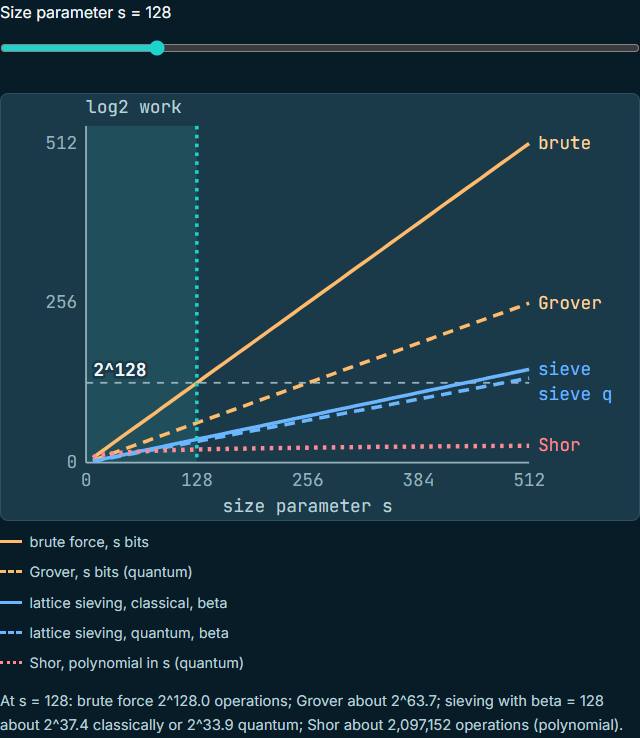 Size parameter s = 128
log2 work
512
brute
256
Grover
2^128
sieve
sieve q
Shor
0
0 128 256 384 512
size parameter s
brute force, s bits
Grover, s bits (quantum)
lattice sieving, classical, beta
lattice sieving, quantum, beta
Shor, polynomial in s (quantum)
At s = 128: brute force 2^128.0 operations; Grover about 2^63.7; sieving with beta = 128
about 2^37.4 classically or 2^33.9 quantum; Shor about 2,097,152 operations (polynomial).